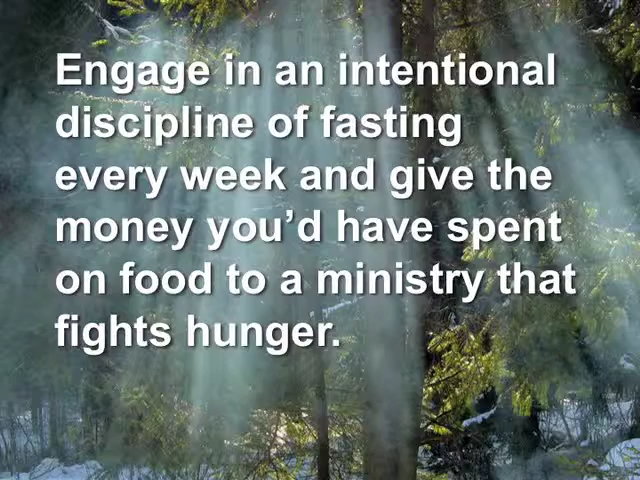 Engage in an intentional
discipline of fasting
every week and give the
money you’d have spent
on food to a ministry that
fights hunger.